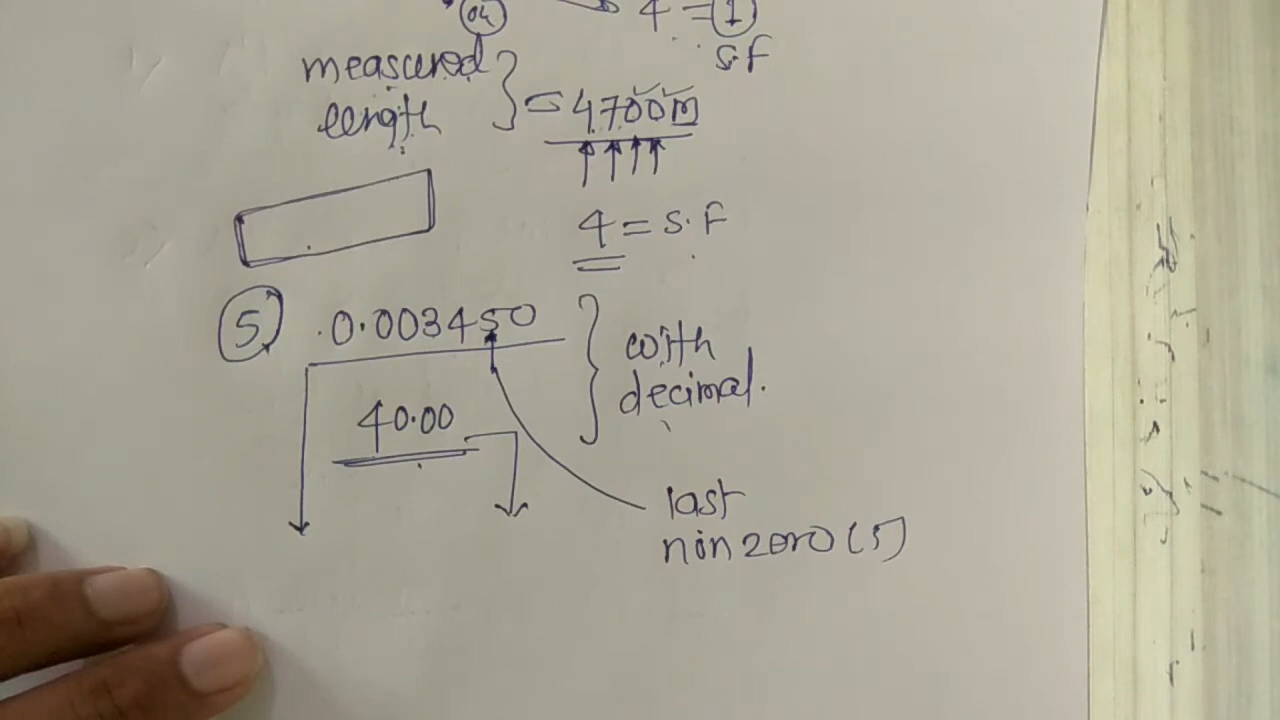 04
4 = 1
S.F
measured
length
= 4700m
4 = S.F
5
0.003450
with
decimal.
40.00
last
non zero (5)